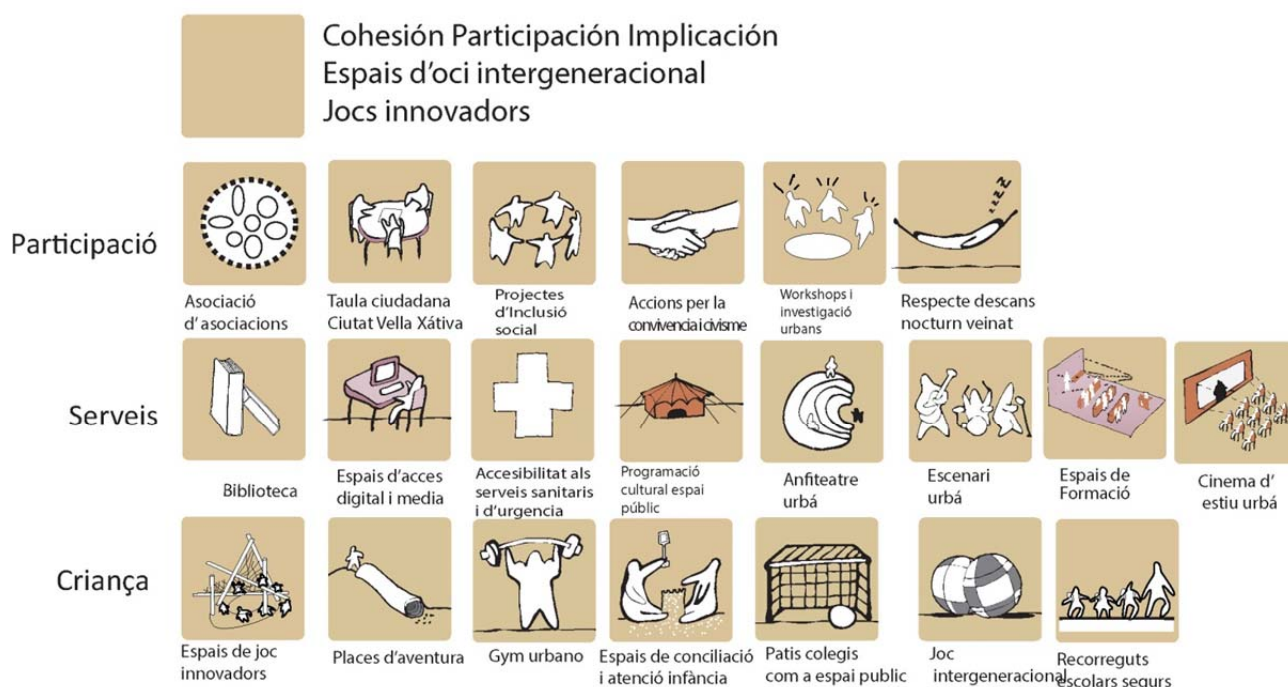 Cohesión Participación Implicación
Espais d'oci intergeneracional
Jocs innovadors
Participació
Asociació
d' asociacions
Taula ciudadana
Ciutat Vella Xátiva
Projectes
d'Inclusió
social
Accions per la
convivencia i civisme
Workshops i
investigació
urbans
Respecte descans
nocturn veinat
Serveis
Biblioteca
Espais d'acces
digital i media
Accesibilitat als
serveis sanitaris
i d'urgencia
Programació
cultural espai
públic
Anfiteatre
urbá
Escenari
urbá
Espais de
Formació
Cinema d'
estiu urbá
Criança
Espais de joc
innovadors
Places d'aventura
Gym urbano
Espais de conciliació
i atenció infància
Patis colegis
com a espai public
Joc
intergeneracional
Recorreguts
escolars segurs